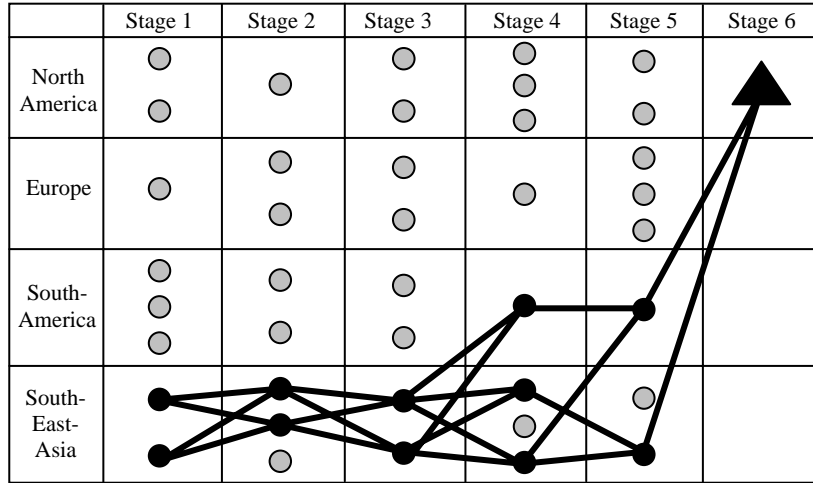 Stage 1 Stage 2 Stage 3 Stage 4 Stage 5 Stage 6
North
America
Europe
South-
America
South-
East-
Asia